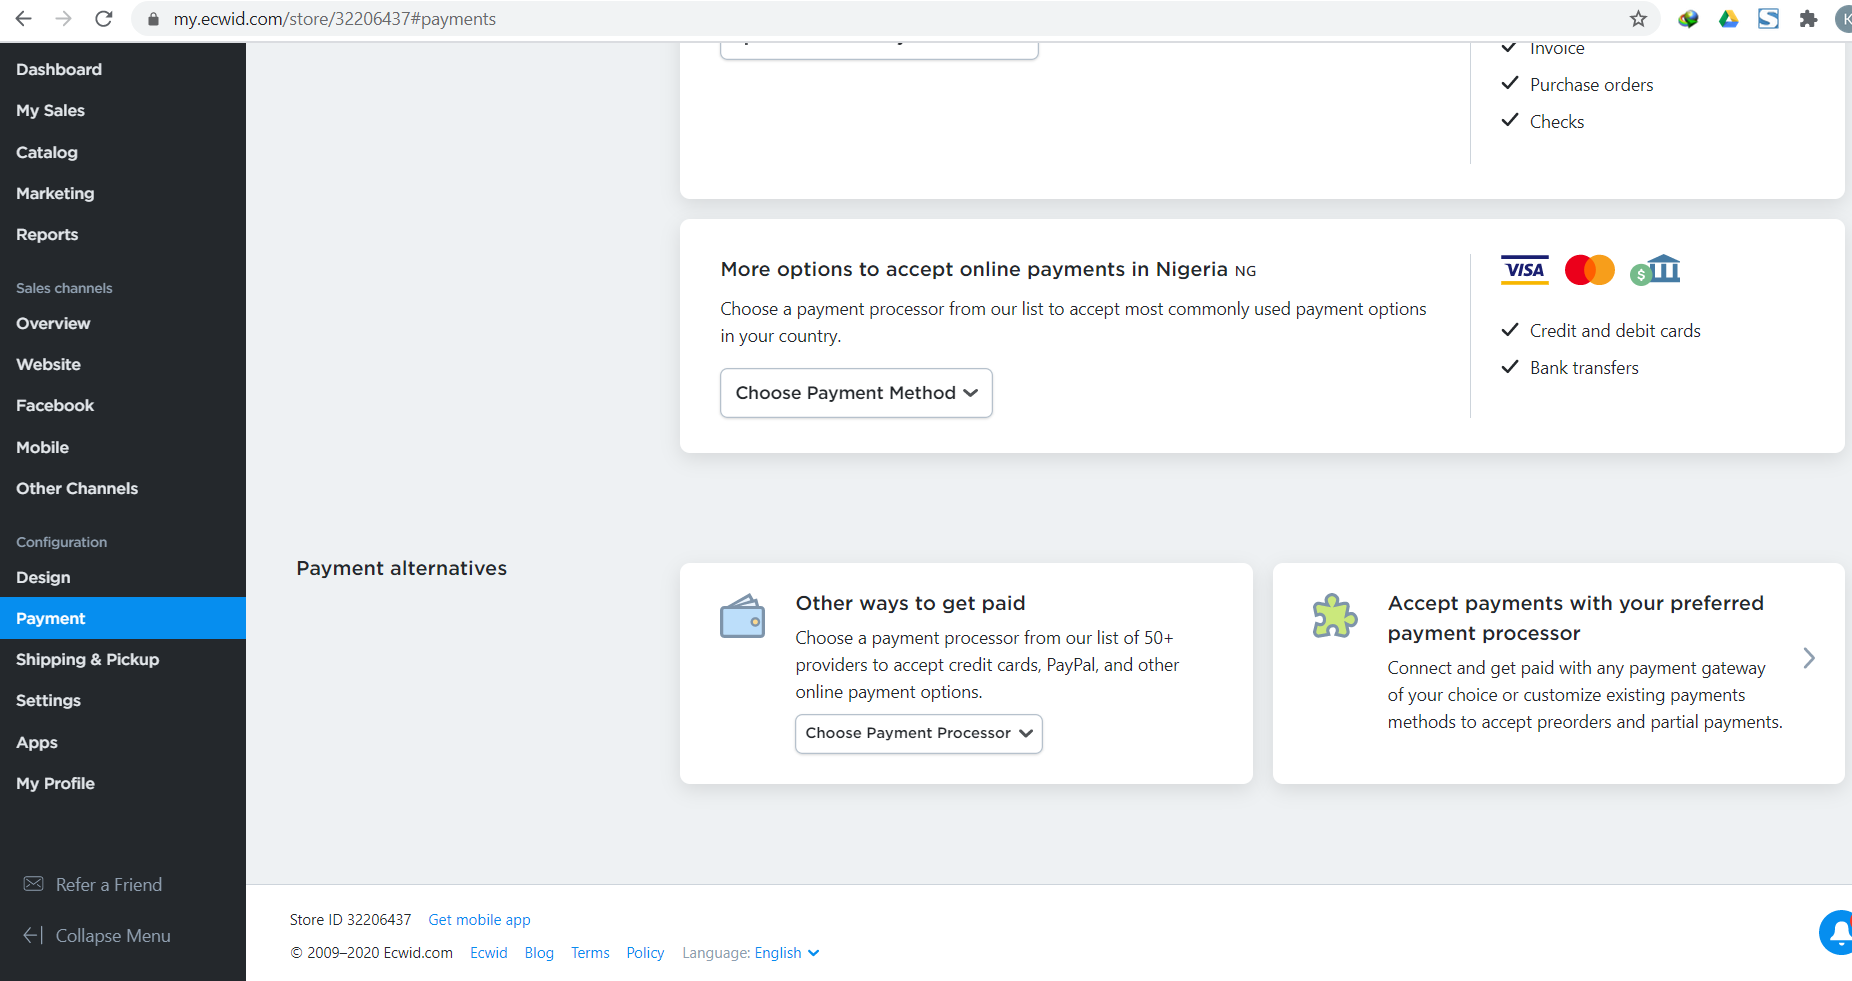 my.ecwid.com/store/32206437#payments
K
Dashboard
My Sales
Catalog
Marketing
Reports
Sales channels
Overview
Website
Facebook
Mobile
Other Channels
Configuration
Design
Payment
Shipping & Pickup
Settings
Apps
My Profile
Refer a Friend
Collapse Menu
Invoice
Purchase orders
Checks
More options to accept online payments in Nigeria NG
Choose a payment processor from our list to accept most commonly used payment options
in your country.
Choose Payment Method
VISA
$
Credit and debit cards
Bank transfers
Payment alternatives
Other ways to get paid
Choose a payment processor from our list of 50+
providers to accept credit cards, PayPal, and other
online payment options.
Choose Payment Processor
Accept payments with your preferred
payment processor
Connect and get paid with any payment gateway
of your choice or customize existing payments
methods to accept preorders and partial payments.
Store ID 32206437 Get mobile app
© 2009–2020 Ecwid.com Ecwid Blog Terms Policy Language: English